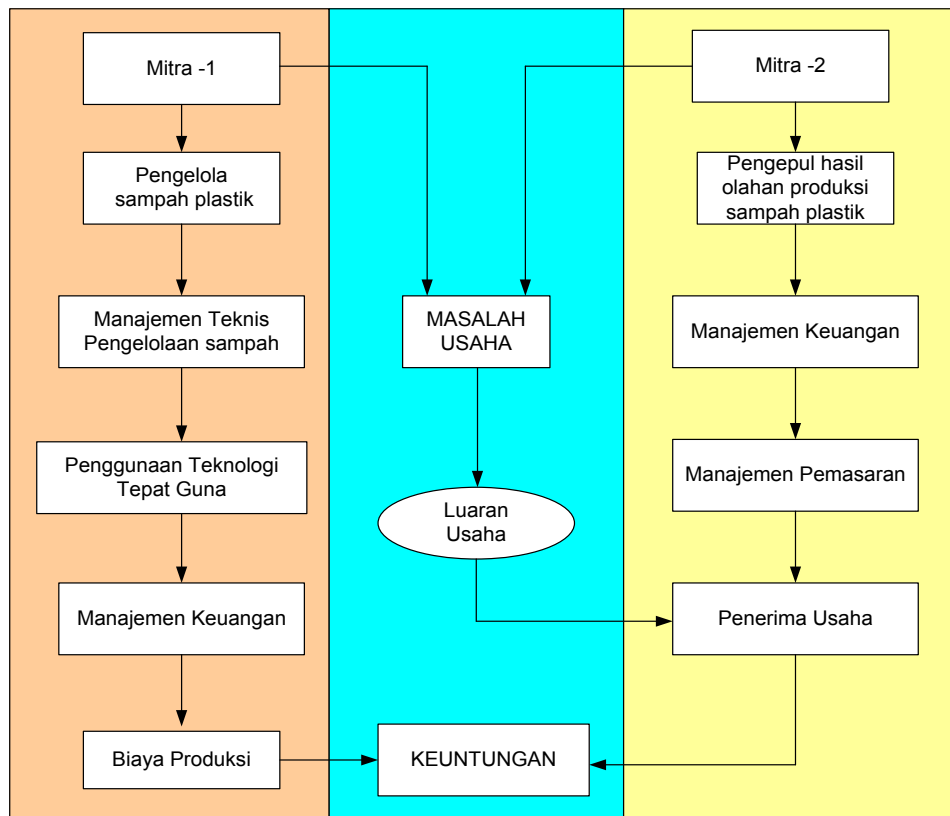 Mitra -1
Pengelola
sampah plastik
Manajemen Teknis
Pengelolaan sampah
Penggunaan Teknologi
Tepat Guna
Manajemen Keuangan
Biaya Produksi
MASALAH
USAHA
Luaran
Usaha
KEUNTUNGAN
Mitra -2
Pengepul hasil
olahan produksi
sampah plastik
Manajemen Keuangan
Manajemen Pemasaran
Penerima Usaha